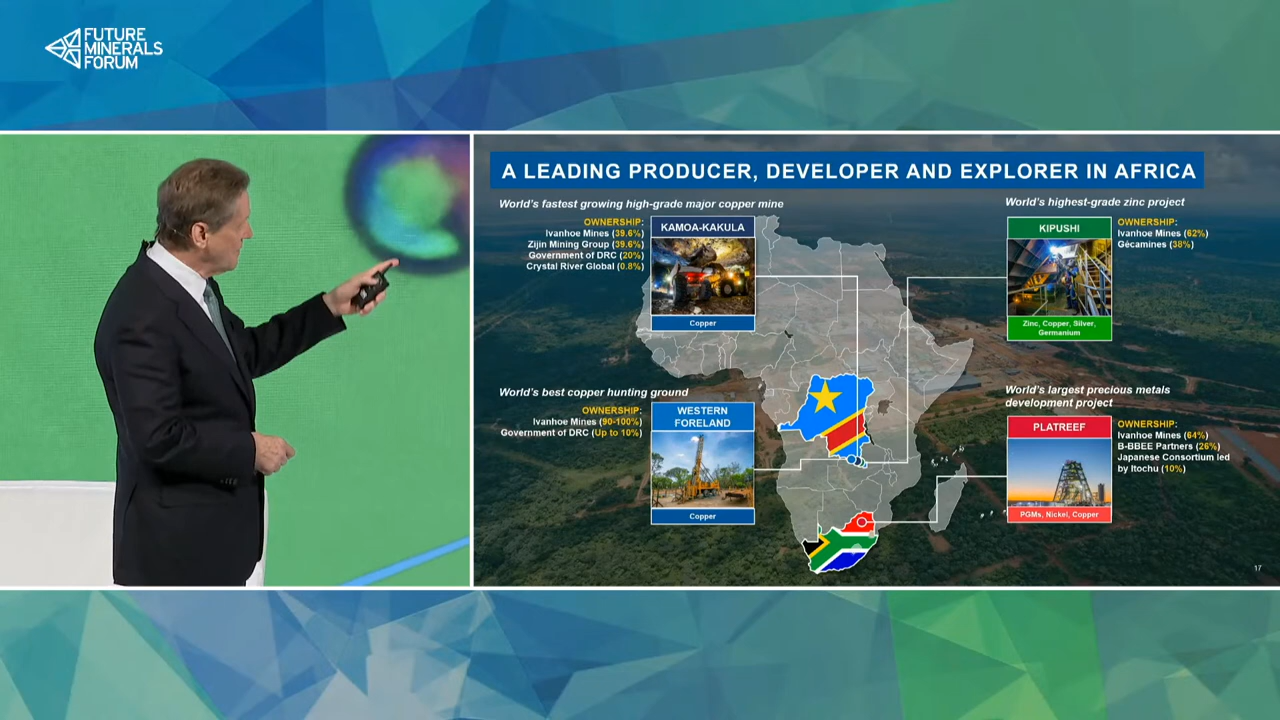 FUTURE
MINERALS
FORUM
A LEADING PRODUCER, DEVELOPER AND EXPLORER IN AFRICA
World's fastest growing high-grade major copper mine
OWNERSHIP:
Ivanhoe Mines (39.6%)
Zijin Mining Group (39.6%)
Government of DRC (20%)
Crystal River Global (0.8%)
KAMOA-KAKULA
Copper
World's highest-grade zinc project
KIPUSHI
Zinc, Copper, Silver,
Germanium
OWNERSHIP:
Ivanhoe Mines (62%)
Gécamines (38%)
World's best copper hunting ground
OWNERSHIP:
Ivanhoe Mines (90-100%)
Government of DRC (Up to 10%)
WESTERN
FORELAND
Copper
World's largest precious metals
development project
PLATREEF
PGMs, Nickel, Copper
OWNERSHIP:
Ivanhoe Mines (64%)
B-BBEE Partners (26%)
Japanese Consortium led
by Itochu (10%)
17